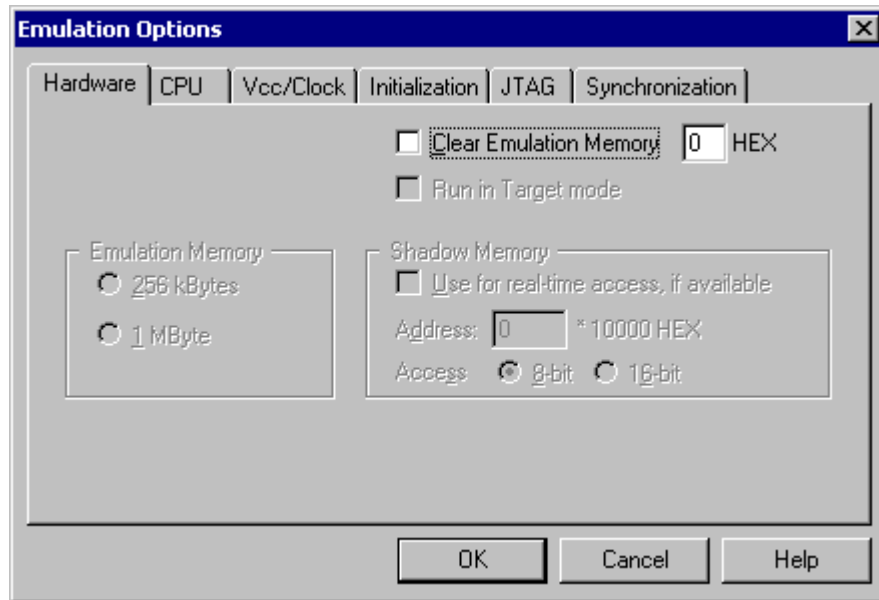 Emulation Options
Hardware CPU Vcc/Clock Initialization JTAG Synchronization
Clear Emulation Memory 0 HEX
Run in Target mode
Emulation Memory
256 kBytes
1 MByte
Shadow Memory
Use for real-time access, if available
Address: 0 * 10000 HEX
Access 8-bit 16-bit
OK Cancel Help